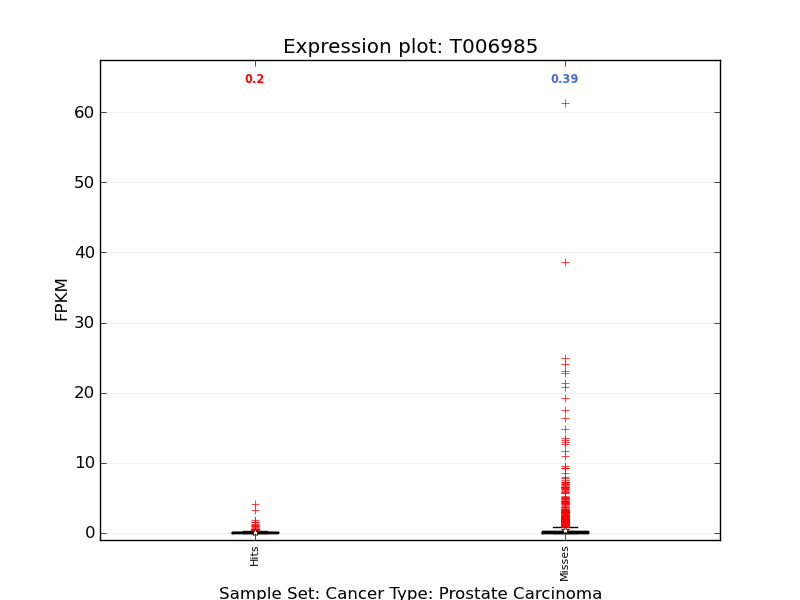 Expression plot: T006985
0.2
0.39
60
50
40
30
20
10
0
FPKM
Hits
Misses
Sample Set: Cancer Type: Prostate Carcinoma